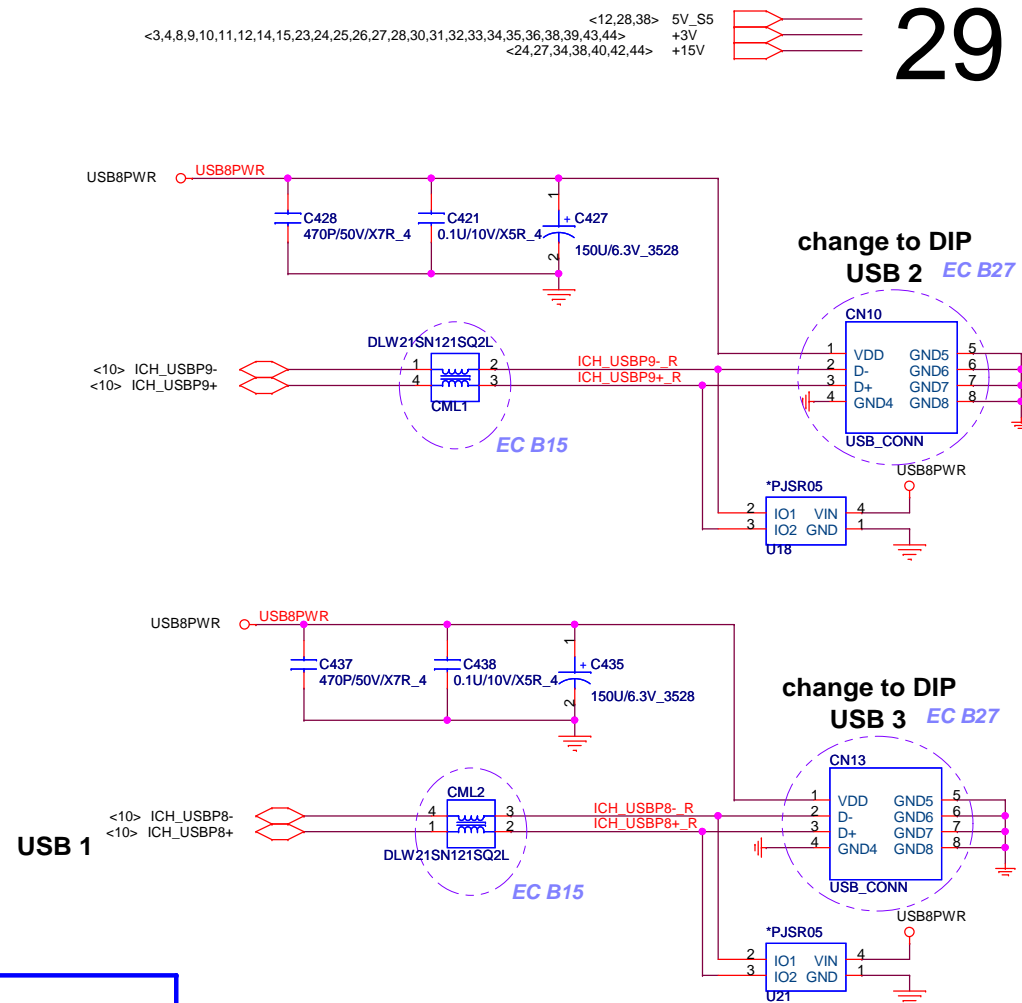 <12,28,38> 5V_S5
<3,4,8,9,10,11,12,14,15,23,24,25,26,27,28,30,31,32,33,34,35,36,38,39,43,44> +3V
<24,27,34,38,40,42,44> +15V
29
USB8PWR USB8PWR
C428
470P/50V/X7R_4
C421
0.1U/10V/X5R_4
1
+ C427
150U/6.3V_3528
2
change to DIP
USB 2 EC B27
CN10
1 VDD GND5 5
2 D- GND6 6
3 D+ GND7 7
4 GND4 GND8 8
USB_CONN
DLW21SN121SQ2L
<10> ICH_USBP9- 1 2 ICH_USBP9-_R
<10> ICH_USBP9+ 4 3 ICH_USBP9+_R
CML1
EC B15
USB8PWR
*PJSR05
2 IO1 VIN 4
3 IO2 GND 1
U18
USB8PWR USB8PWR
C437
470P/50V/X7R_4
C438
0.1U/10V/X5R_4
1
+ C435
150U/6.3V_3528
2
change to DIP
USB 3 EC B27
CN13
1 VDD GND5 5
2 D- GND6 6
3 D+ GND7 7
4 GND4 GND8 8
USB_CONN
CML2
<10> ICH_USBP8- 4 3 ICH_USBP8-_R
<10> ICH_USBP8+ 1 2 ICH_USBP8+_R
USB 1
DLW21SN121SQ2L
EC B15
USB8PWR
*PJSR05
2 IO1 VIN 4
3 IO2 GND 1
U21